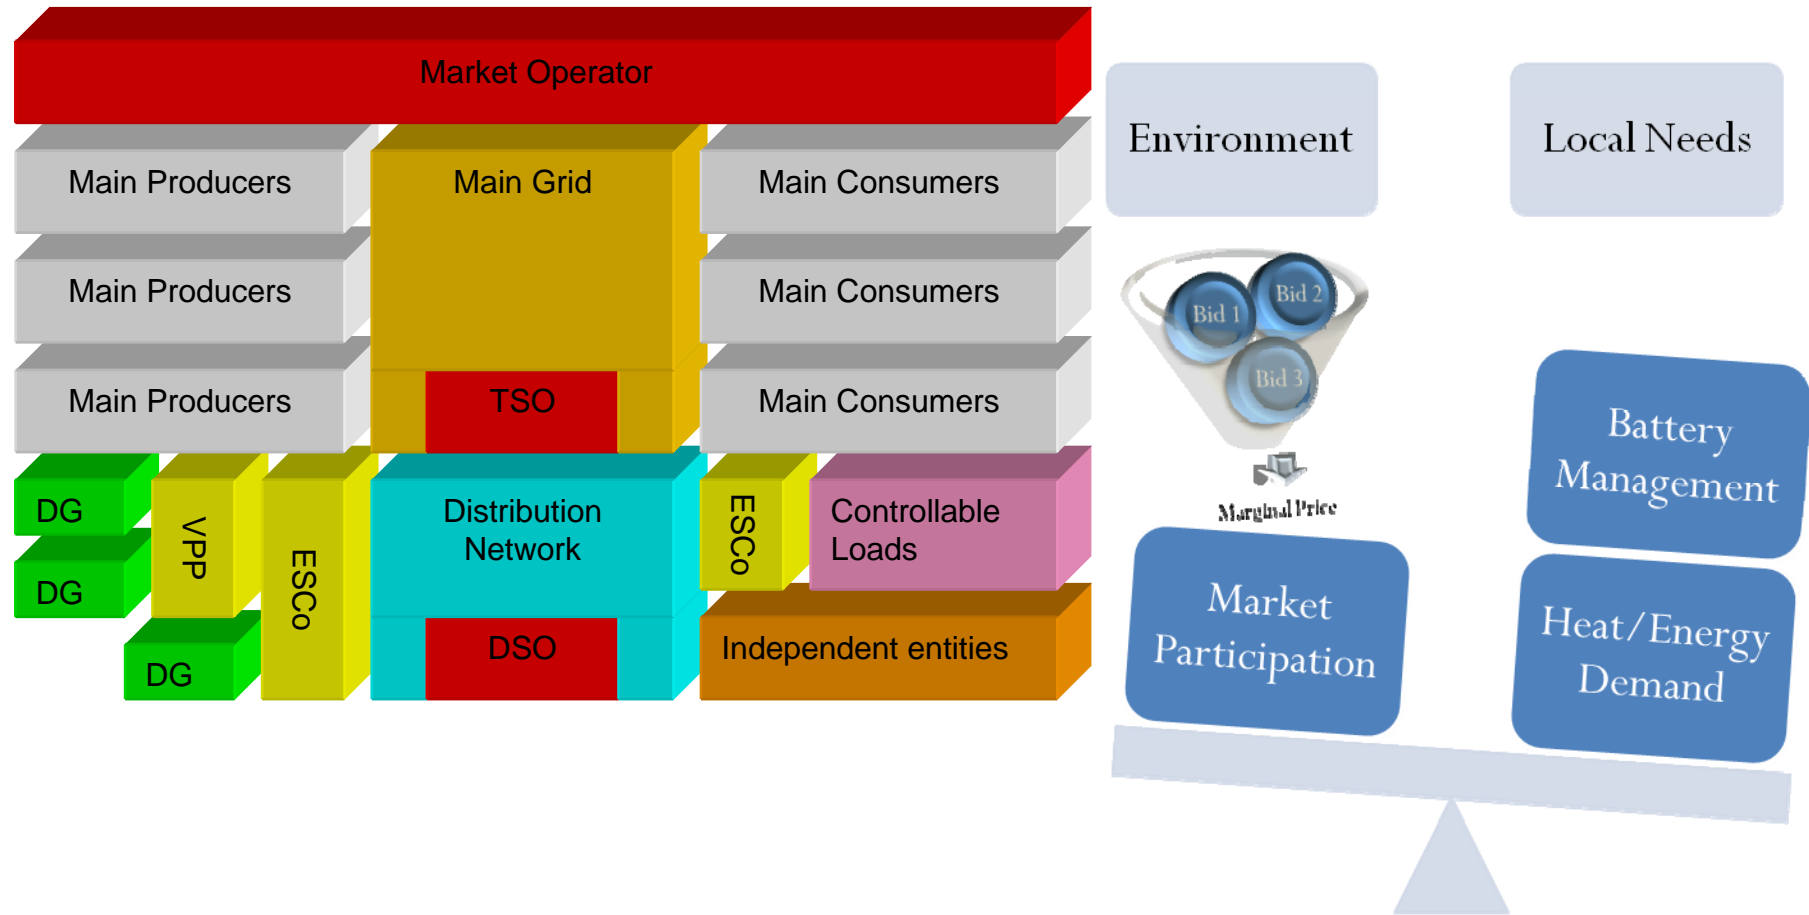 Market Operator
Main Producers
Main Grid
Main Consumers
Main Producers
Main Consumers
Main Producers
TSO
Main Consumers
DG
VPP
ESCo
Distribution
Network
ESCo
Controllable
Loads
DG
DG
DSO
Independent entities
Environment
Local Needs
Bid 1
Bid 2
Bid 3
Marginal Price
Battery
Management
Market
Participation
Heat/Energy
Demand